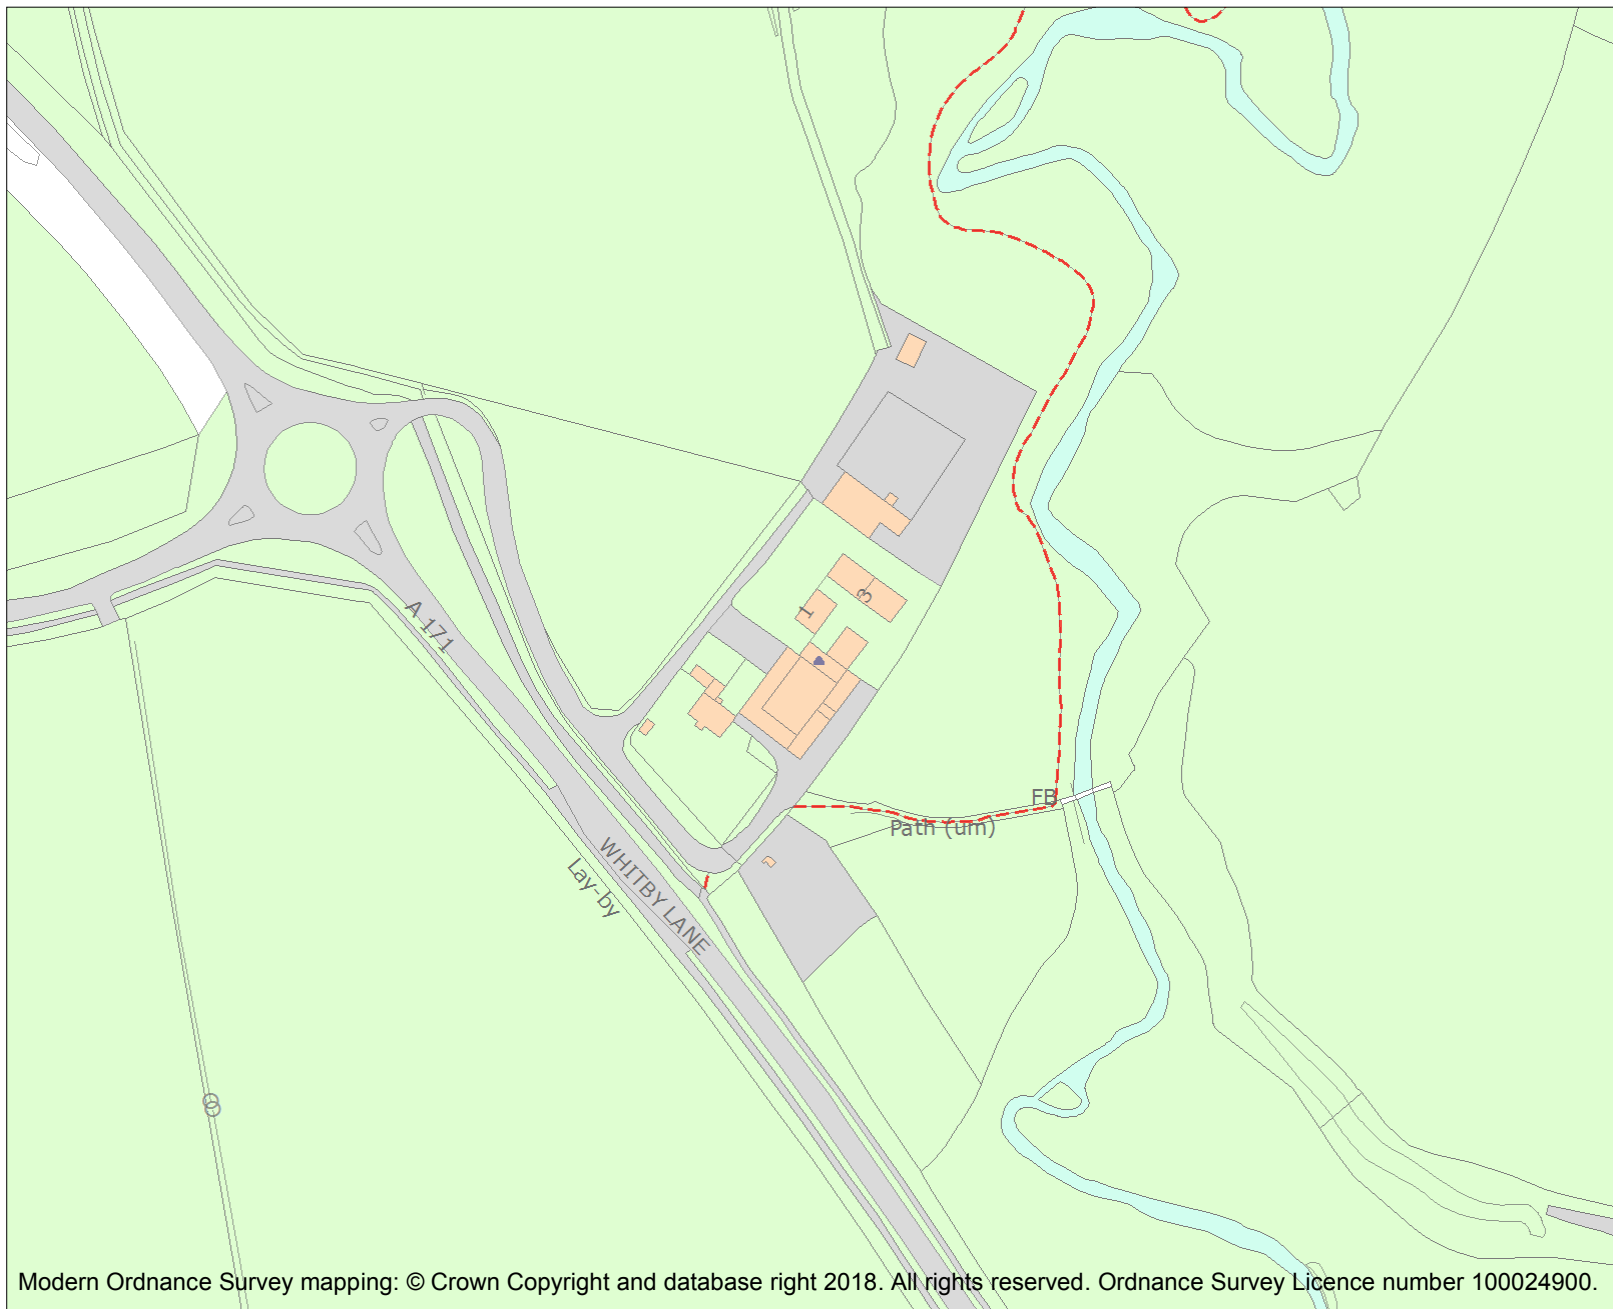 A 171
1
3
FB
Path (um)
WHITBY LANE
Lay-by
Modern Ordnance Survey mapping: © Crown Copyright and database right 2018. All rights reserved. Ordnance Survey Licence number 100024900.